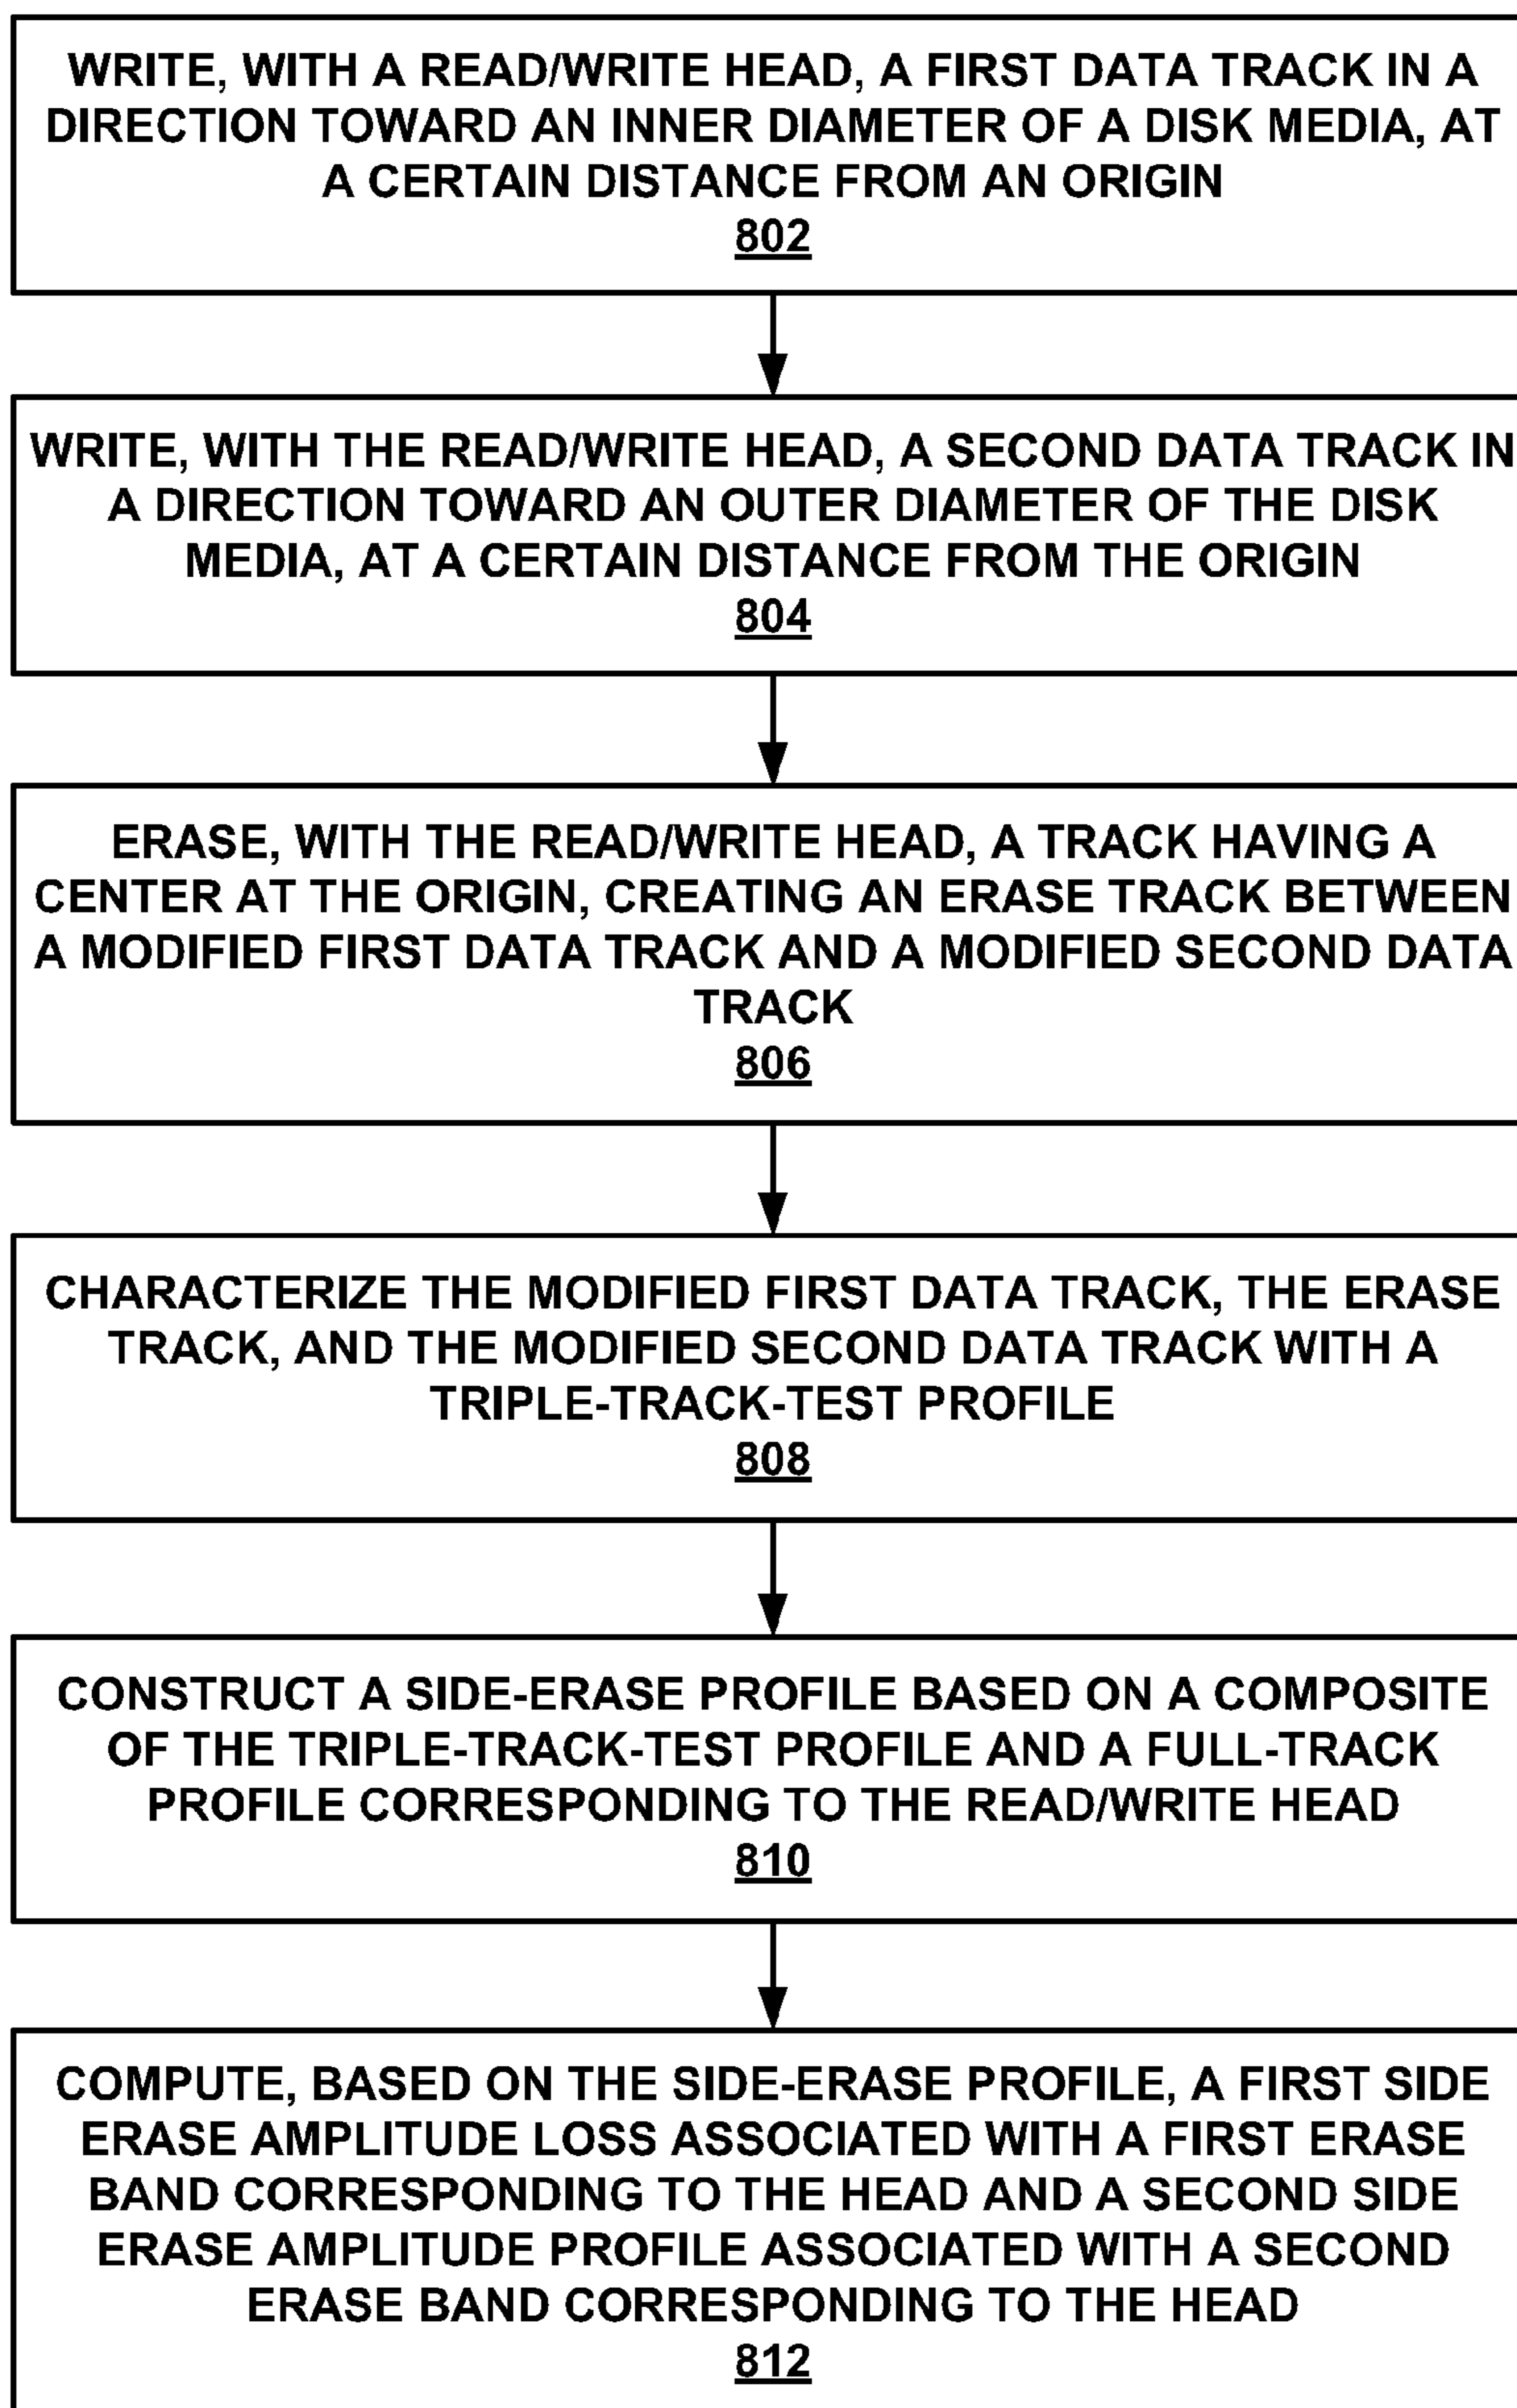 WRITE, WITH A READ/WRITE HEAD, A FIRST DATA TRACK IN A
DIRECTION TOWARD AN INNER DIAMETER OF A DISK MEDIA, AT
A CERTAIN DISTANCE FROM AN ORIGIN
802
WRITE, WITH THE READ/WRITE HEAD, A SECOND DATA TRACK IN
A DIRECTION TOWARD AN OUTER DIAMETER OF THE DISK
MEDIA, AT A CERTAIN DISTANCE FROM THE ORIGIN
804
ERASE, WITH THE READ/WRITE HEAD, A TRACK HAVING A
CENTER AT THE ORIGIN, CREATING AN ERASE TRACK BETWEEN
A MODIFIED FIRST DATA TRACK AND A MODIFIED SECOND DATA
TRACK
806
CHARACTERIZE THE MODIFIED FIRST DATA TRACK, THE ERASE
TRACK, AND THE MODIFIED SECOND DATA TRACK WITH A
TRIPLE-TRACK-TEST PROFILE
808
CONSTRUCT A SIDE-ERASE PROFILE BASED ON A COMPOSITE
OF THE TRIPLE-TRACK-TEST PROFILE AND A FULL-TRACK
PROFILE CORRESPONDING TO THE READ/WRITE HEAD
810
COMPUTE, BASED ON THE SIDE-ERASE PROFILE, A FIRST SIDE
ERASE AMPLITUDE LOSS ASSOCIATED WITH A FIRST ERASE
BAND CORRESPONDING TO THE HEAD AND A SECOND SIDE
ERASE AMPLITUDE PROFILE ASSOCIATED WITH A SECOND
ERASE BAND CORRESPONDING TO THE HEAD
812